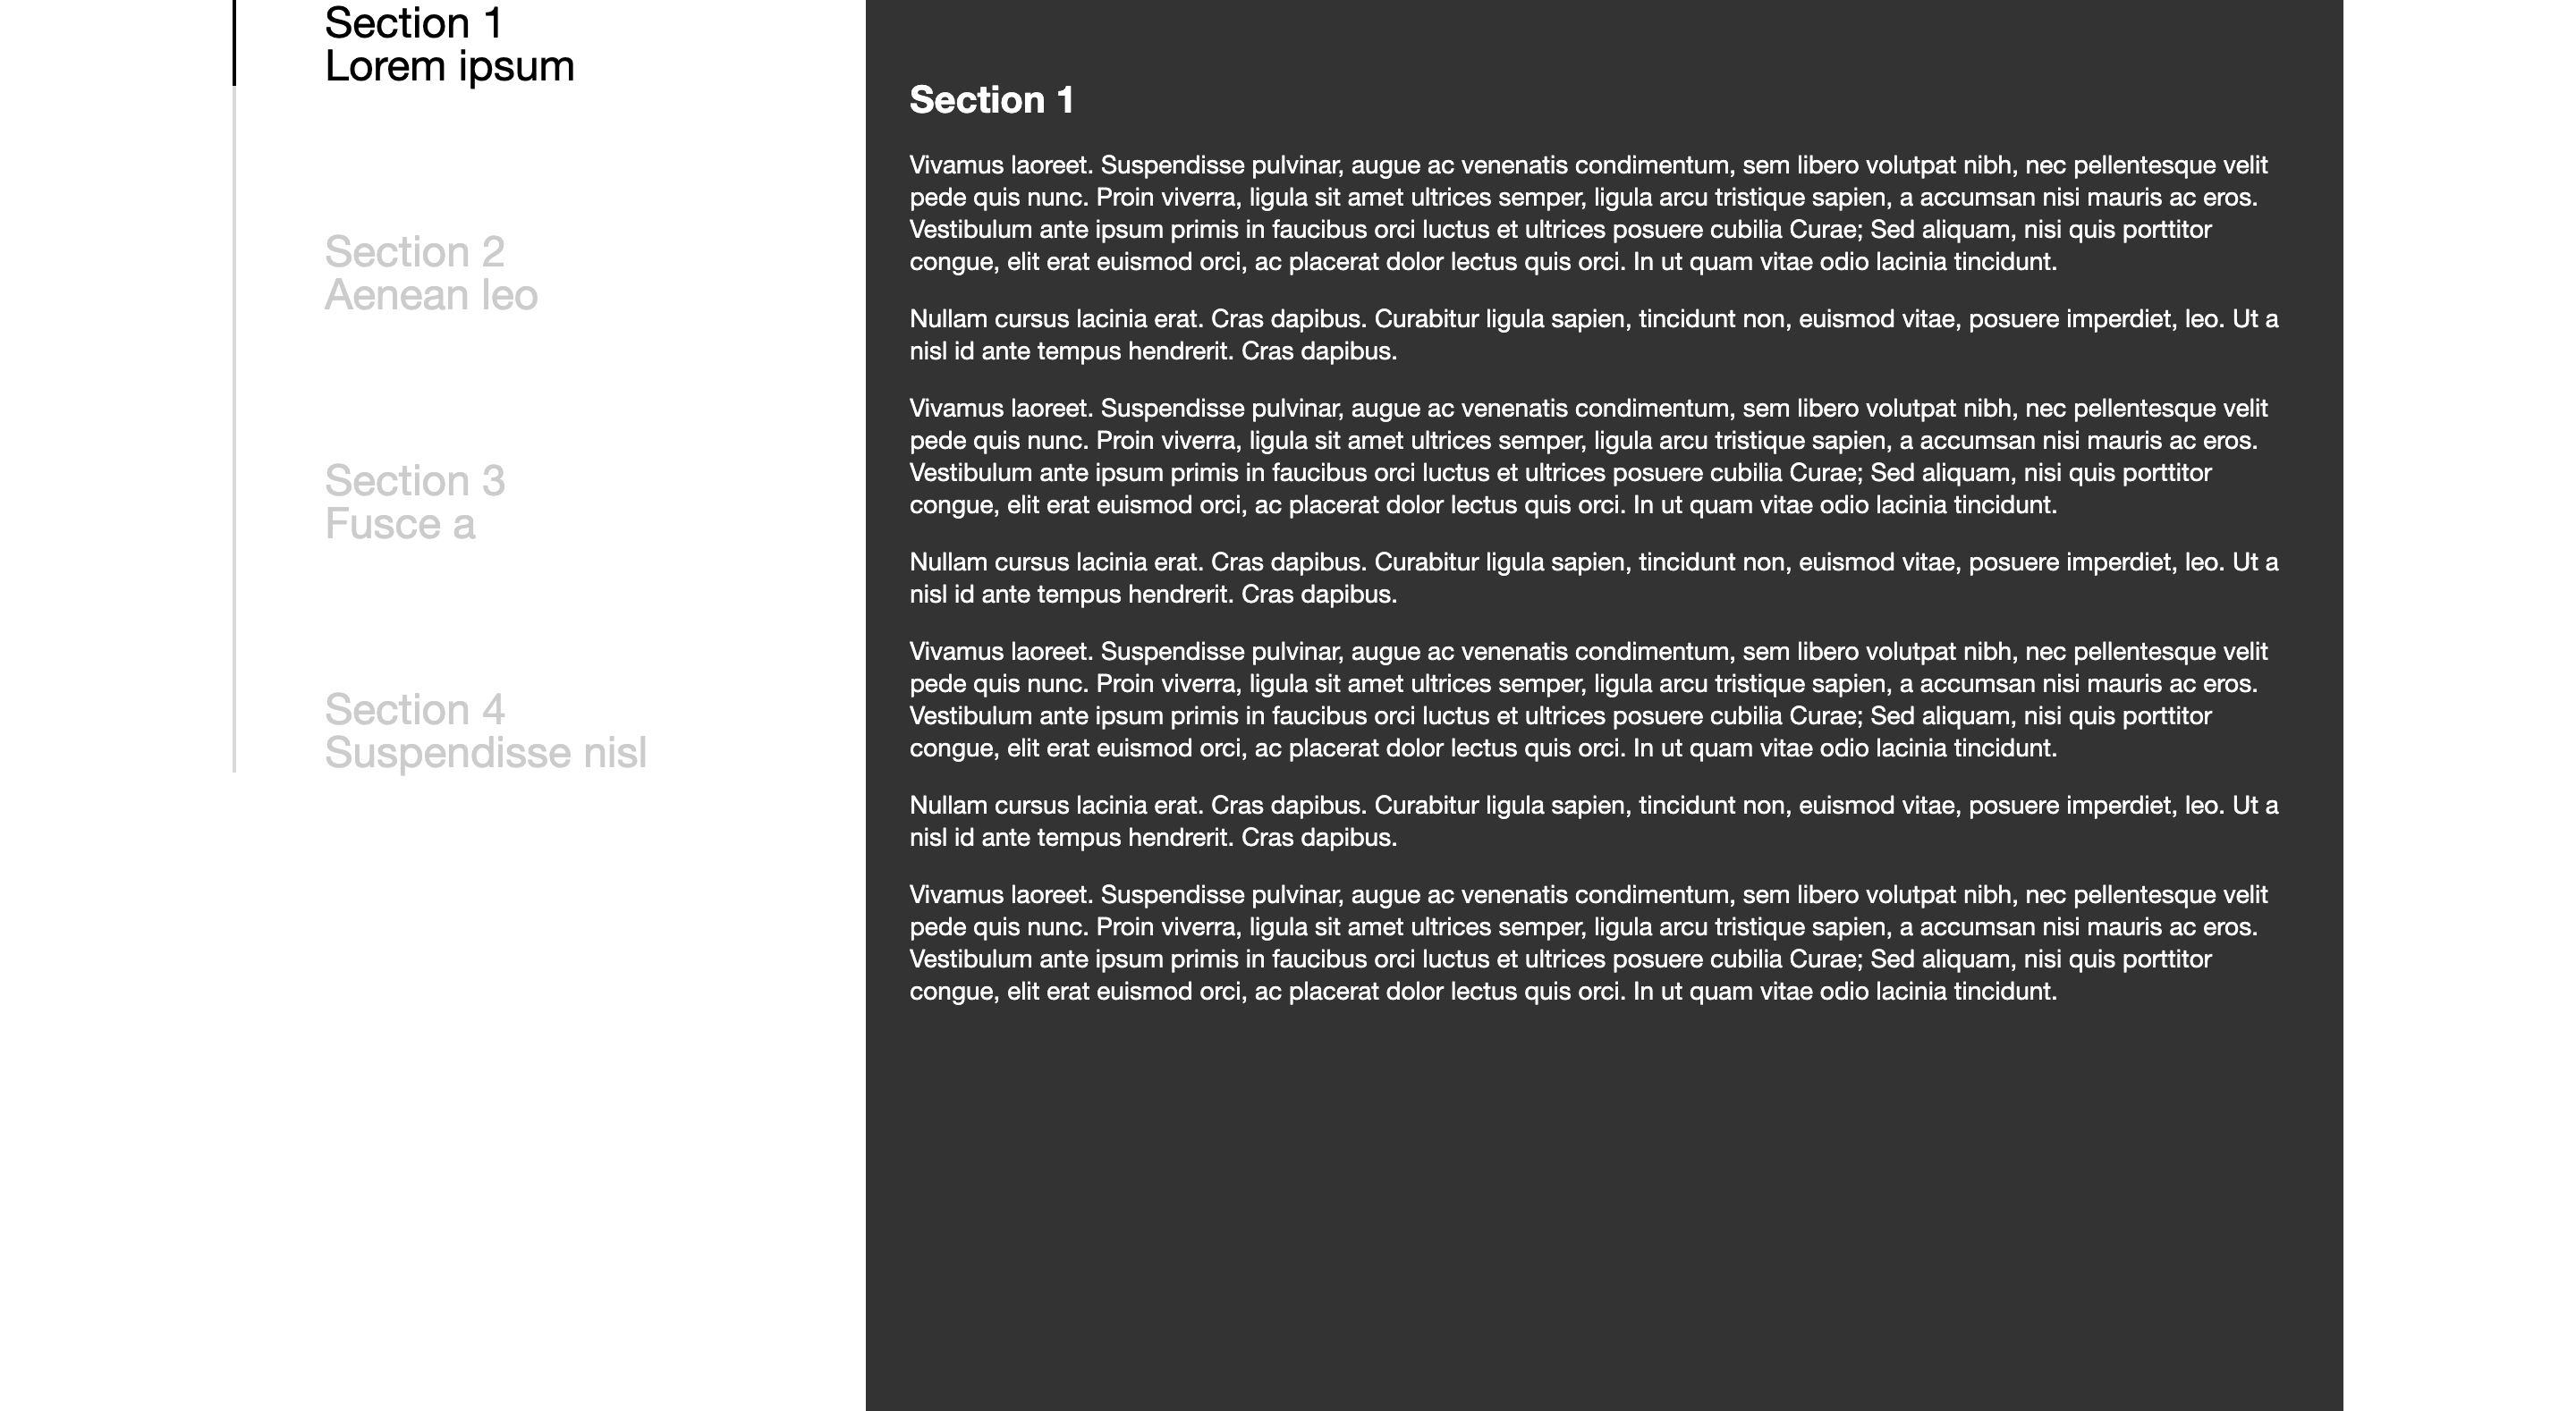 Section 1
Lorem ipsum
Section 2
Aenean leo
Section 3
Fusce a
Section 4
Suspendisse nisl
Section 1
Vivamus laoreet. Suspendisse pulvinar, augue ac venenatis condimentum, sem libero volutpat nibh, nec pellentesque velit
pede quis nunc. Proin viverra, ligula sit amet ultrices semper, ligula arcu tristique sapien, a accumsan nisi mauris ac eros.
Vestibulum ante ipsum primis in faucibus orci luctus et ultrices posuere cubilia Curae; Sed aliquam, nisi quis porttitor
congue, elit erat euismod orci, ac placerat dolor lectus quis orci. In ut quam vitae odio lacinia tincidunt.
Nullam cursus lacinia erat. Cras dapibus. Curabitur ligula sapien, tincidunt non, euismod vitae, posuere imperdiet, leo. Ut a
nisl id ante tempus hendrerit. Cras dapibus.
Vivamus laoreet. Suspendisse pulvinar, augue ac venenatis condimentum, sem libero volutpat nibh, nec pellentesque velit
pede quis nunc. Proin viverra, ligula sit amet ultrices semper, ligula arcu tristique sapien, a accumsan nisi mauris ac eros.
Vestibulum ante ipsum primis in faucibus orci luctus et ultrices posuere cubilia Curae; Sed aliquam, nisi quis porttitor
congue, elit erat euismod orci, ac placerat dolor lectus quis orci. In ut quam vitae odio lacinia tincidunt.
Nullam cursus lacinia erat. Cras dapibus. Curabitur ligula sapien, tincidunt non, euismod vitae, posuere imperdiet, leo. Ut a
nisl id ante tempus hendrerit. Cras dapibus.
Vivamus laoreet. Suspendisse pulvinar, augue ac venenatis condimentum, sem libero volutpat nibh, nec pellentesque velit
pede quis nunc. Proin viverra, ligula sit amet ultrices semper, ligula arcu tristique sapien, a accumsan nisi mauris ac eros.
Vestibulum ante ipsum primis in faucibus orci luctus et ultrices posuere cubilia Curae; Sed aliquam, nisi quis porttitor
congue, elit erat euismod orci, ac placerat dolor lectus quis orci. In ut quam vitae odio lacinia tincidunt.
Nullam cursus lacinia erat. Cras dapibus. Curabitur ligula sapien, tincidunt non, euismod vitae, posuere imperdiet, leo. Ut a
nisl id ante tempus hendrerit. Cras dapibus.
Vivamus laoreet. Suspendisse pulvinar, augue ac venenatis condimentum, sem libero volutpat nibh, nec pellentesque velit
pede quis nunc. Proin viverra, ligula sit amet ultrices semper, ligula arcu tristique sapien, a accumsan nisi mauris ac eros.
Vestibulum ante ipsum primis in faucibus orci luctus et ultrices posuere cubilia Curae; Sed aliquam, nisi quis porttitor
congue, elit erat euismod orci, ac placerat dolor lectus quis orci. In ut quam vitae odio lacinia tincidunt.